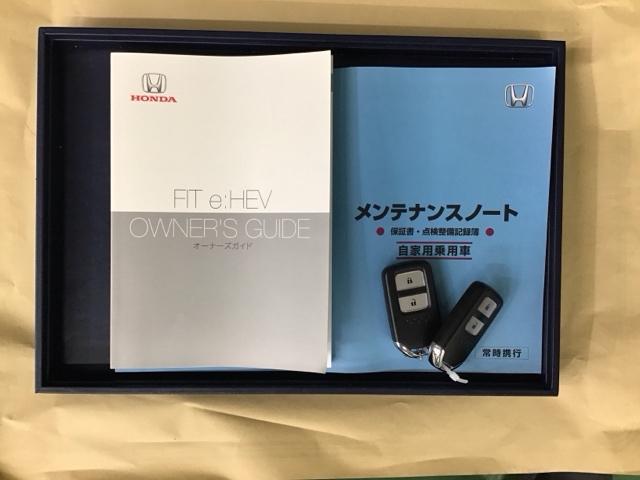 HONDA
FIT e:HEV
OWNER'S GUIDE
オーナーズガイド
メンテナンスノート
● 保証書・点検整備記録簿 ●
自家用乗用車
常時携行